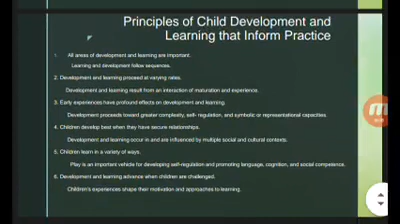 Principles of Child Development and
Learning that Inform Practice
1. All areas of development and learning are important.
Learning and development follow sequences.
2. Development and learning proceed at varying rates.
Development and learning result from an interaction of maturation and experience.
3. Early experiences have profound effects on development and learning.
Development proceeds toward greater complexity, self- regulation, and symbolic or representational capacities.
4. Children develop best when they have secure relationships.
Development and learning occur in and are influenced by multiple social and cultural contexts.
5. Children learn in a variety of ways.
Play is an important vehicle for developing self-regulation and promoting language, cognition, and social competence.
6. Development and learning advance when children are challenged.
Children's experiences shape their motivation and approaches to learning.